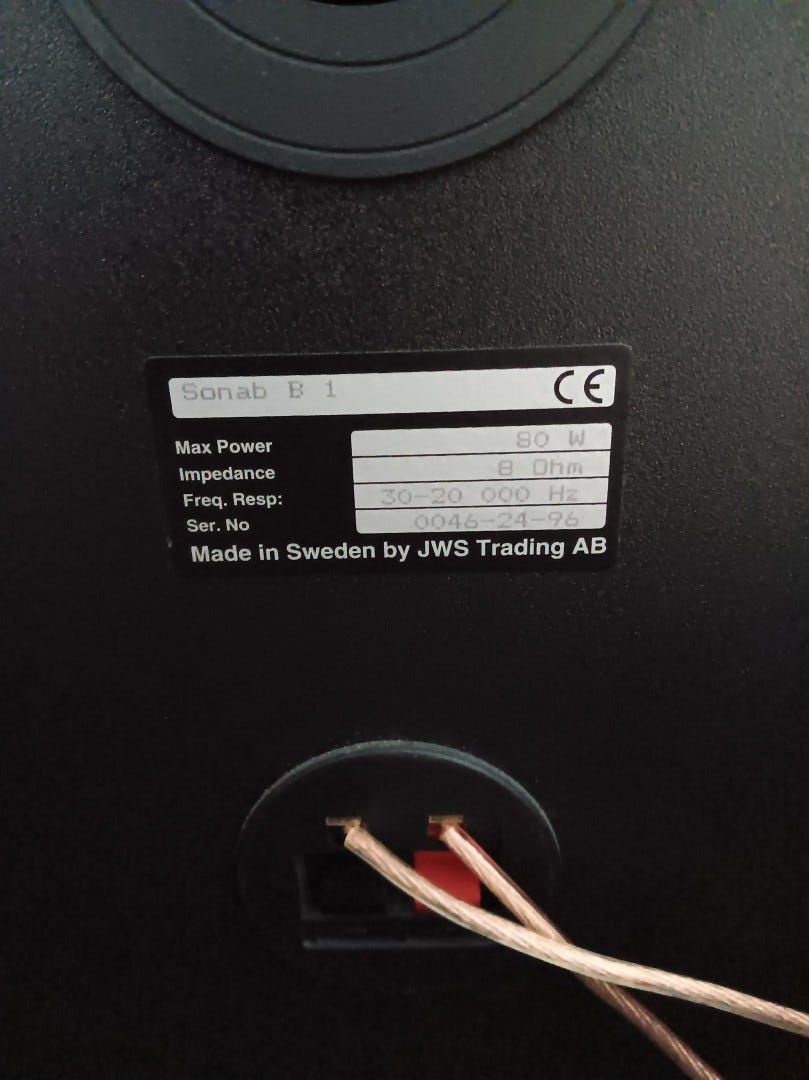 Sonab B 1 CE
Max Power 80 W
Impedance 8 Ohm
Freq. Resp: 30-20 000 Hz
Ser. No 0046-24-96
Made in Sweden by JWS Trading AB